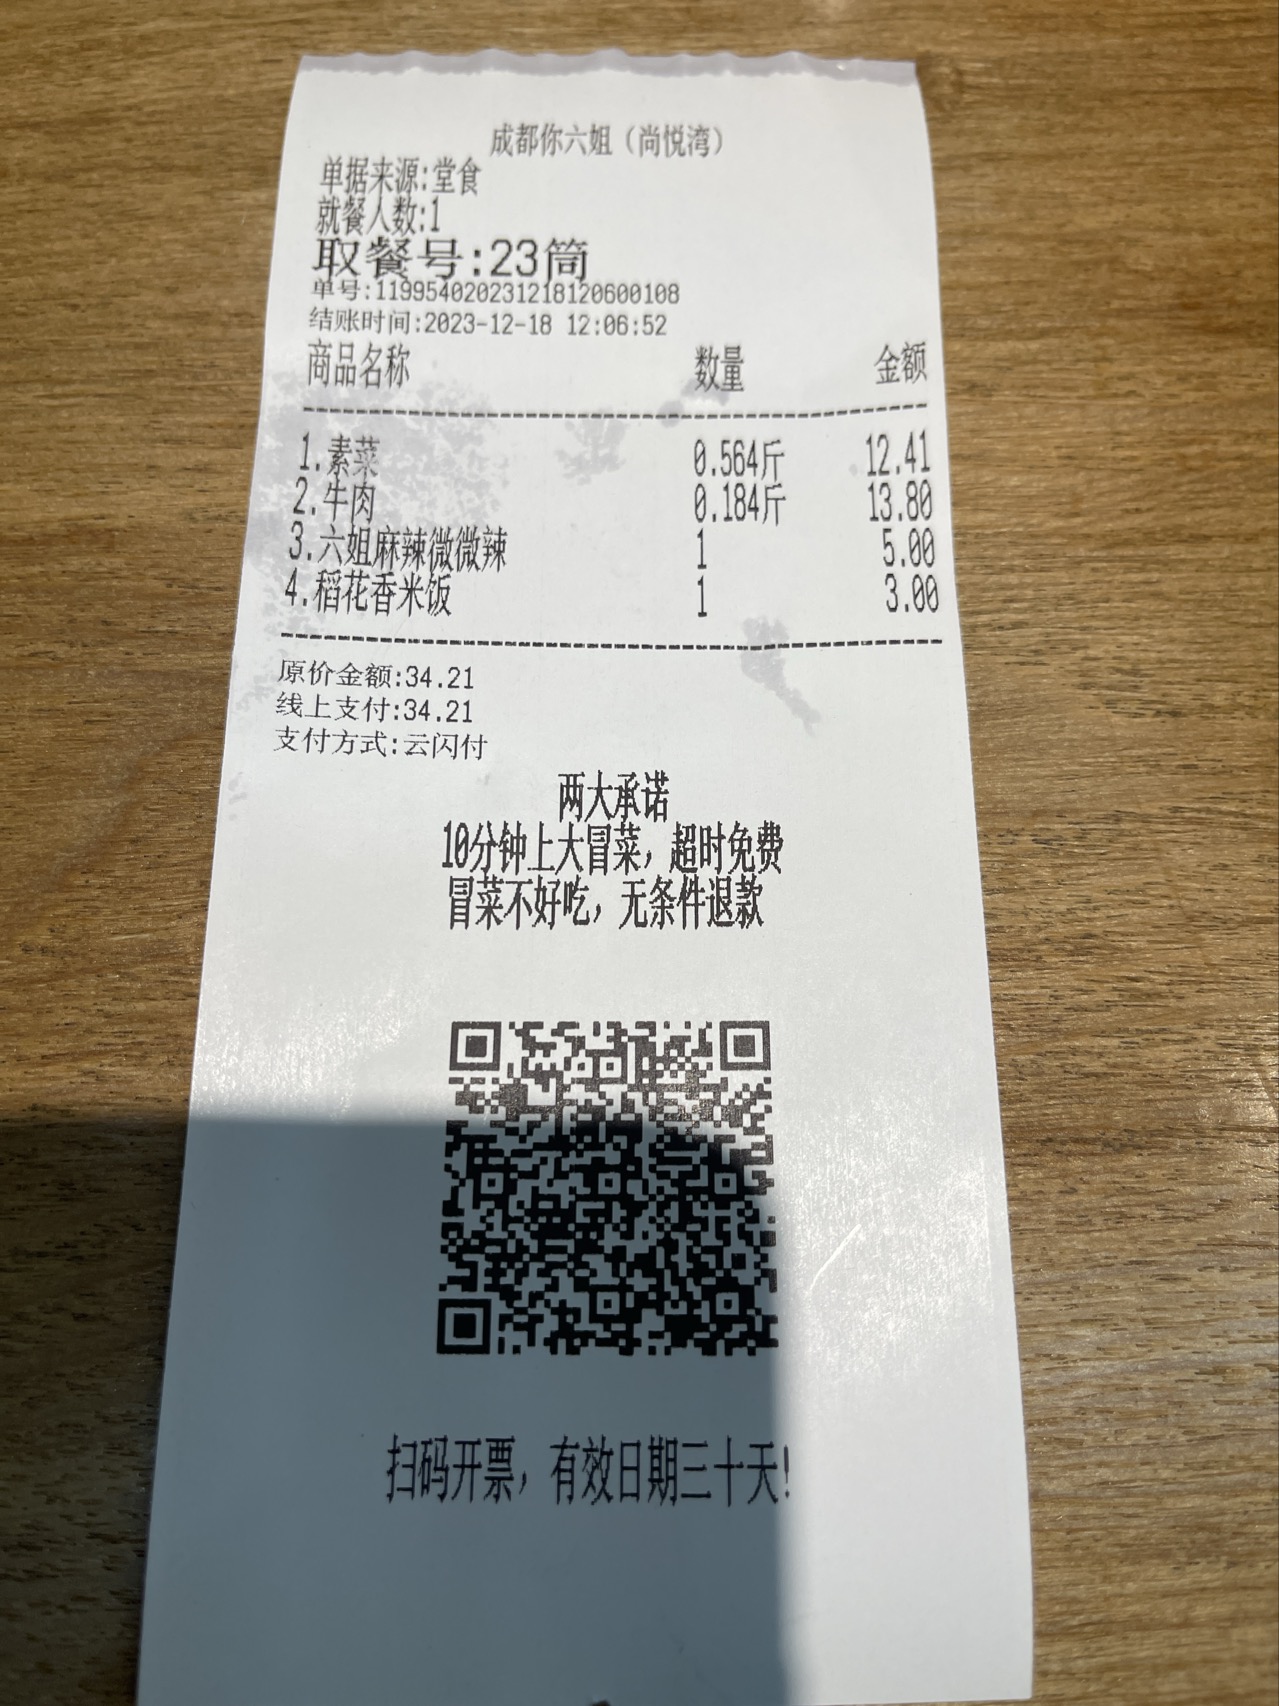 成都你六姐（尚悦湾）
单据来源:堂食
就餐人数:1
取餐号:23筒
单号:119954020231218120600108
结账时间:2023-12-18 12:06:52
商品名称 数量 金额
1.素菜 0.564斤 12.41
2.牛肉 0.184斤 13.80
3.六姐麻辣微微辣 1 5.00
4.稻花香米饭 1 3.00
原价金额:34.21
线上支付:34.21
支付方式:云闪付
两大承诺
10分钟上大冒菜，超时免费
冒菜不好吃，无条件退款
扫码开票，有效日期三十天!